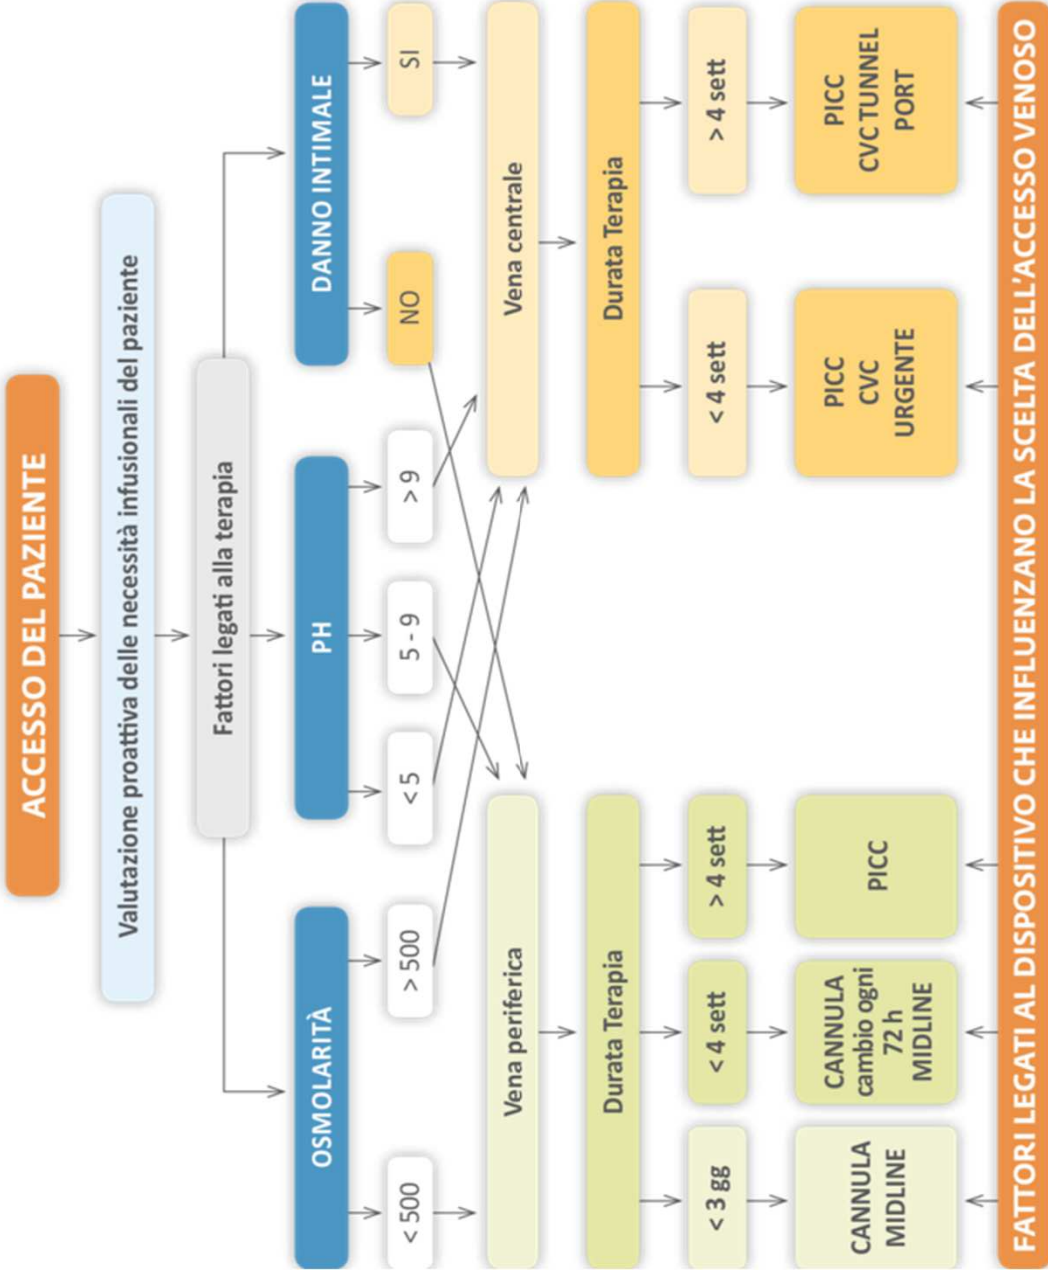 ACCESSO DEL PAZIENTE
Valutazione proattiva delle necessità infusionali del paziente
Fattori legati alla terapia
OSMOLARITÀ
PH
DANNO INTIMALE
< 500
> 500
< 5
5 - 9
> 9
NO
SI
Vena periferica
Vena centrale
Durata Terapia
Durata Terapia
< 3 gg
< 4 sett
> 4 sett
< 4 sett
> 4 sett
CANNULA
MIDLINE
CANNULA
cambio ogni
72 h
MIDLINE
PICC
PICC
CVC
URGENTE
PICC
CVC TUNNEL
PORT
FATTORI LEGATI AL DISPOSITIVO CHE INFLUENZANO LA SCELTA DELL'ACCESSO VENOSO